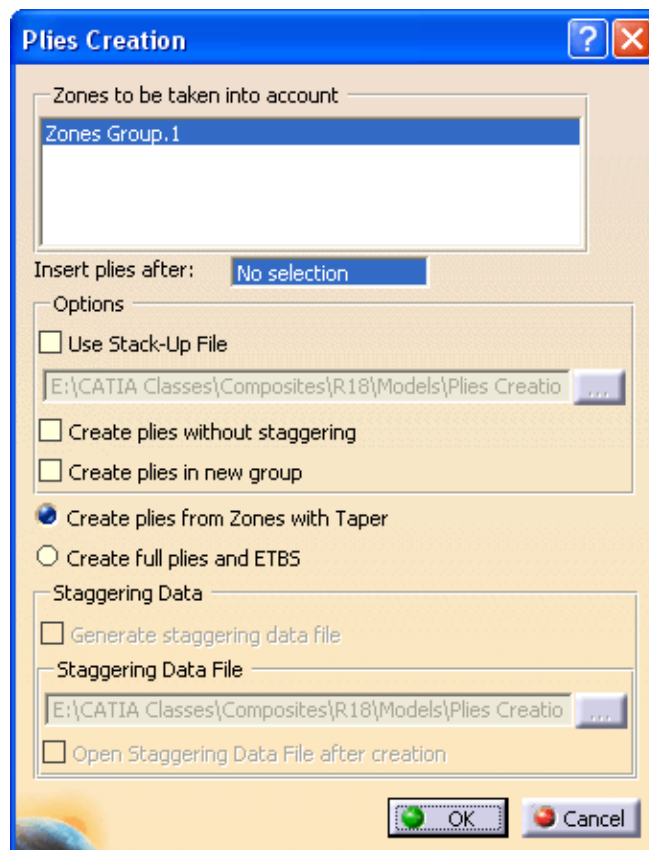 Plies Creation
Zones to be taken into account
Zones Group.1
Insert plies after: No selection
Options
Use Stack-Up File
E:\CATIA Classes\Composites\R18\Models\Plies Creatio ...
Create plies without staggering
Create plies in new group
Create plies from Zones with Taper
Create full plies and ETBS
Staggering Data
Generate staggering data file
Staggering Data File
E:\CATIA Classes\Composites\R18\Models\Plies Creatio ...
Open Staggering Data File after creation
OK Cancel